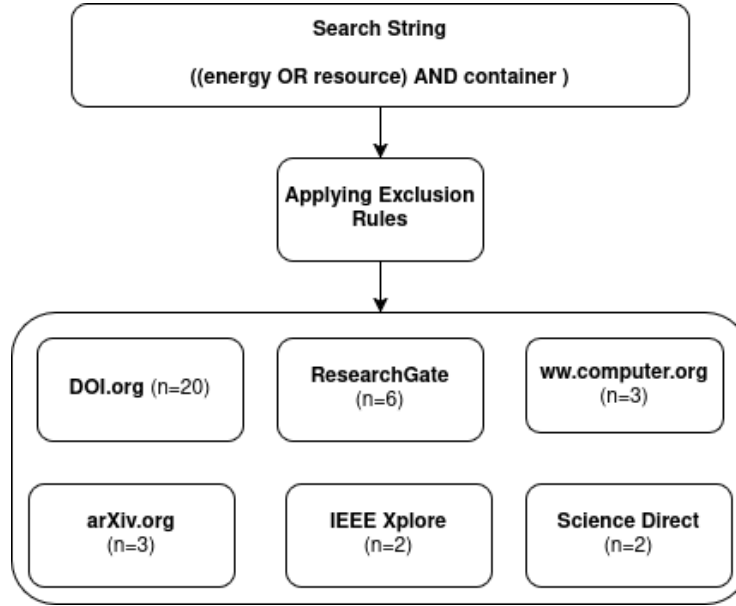 Search String
((energy OR resource) AND container )
Applying Exclusion
Rules
DOI.org (n=20)
ResearchGate
(n=6)
ww.computer.org
(n=3)
arXiv.org
(n=3)
IEEE Xplore
(n=2)
Science Direct
(n=2)